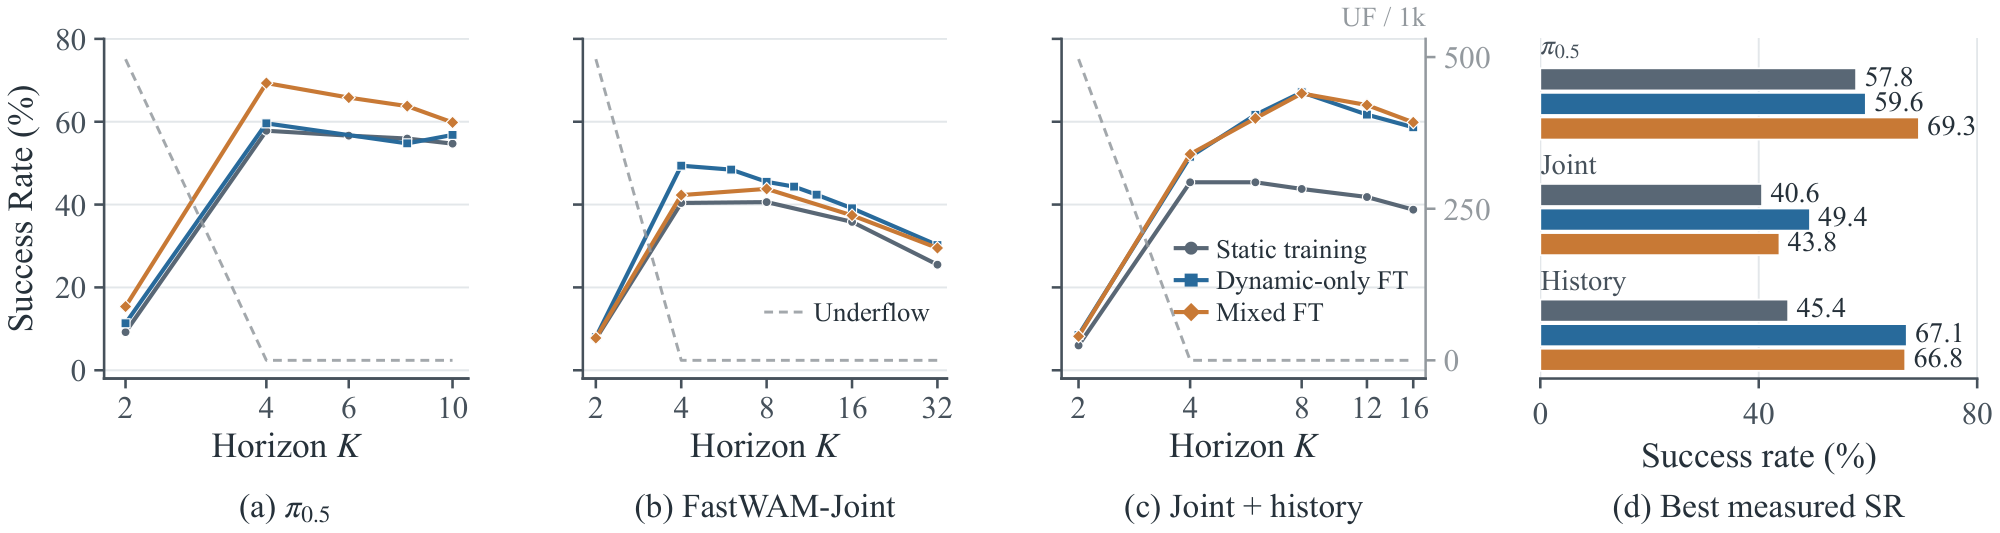 Success Rate (%)
80
60
40
20
0
2
4
6
10
Horizon K
(a) π0.5
Underflow
2
4
8
16
32
Horizon K
(b) FastWAM-Joint
UF / 1k
500
250
0
Static training
Dynamic-only FT
Mixed FT
2
4
8
12
16
Horizon K
(c) Joint + history
π0.5
57.8
59.6
69.3
Joint
40.6
49.4
43.8
History
45.4
67.1
66.8
0
40
80
Success rate (%)
(d) Best measured SR